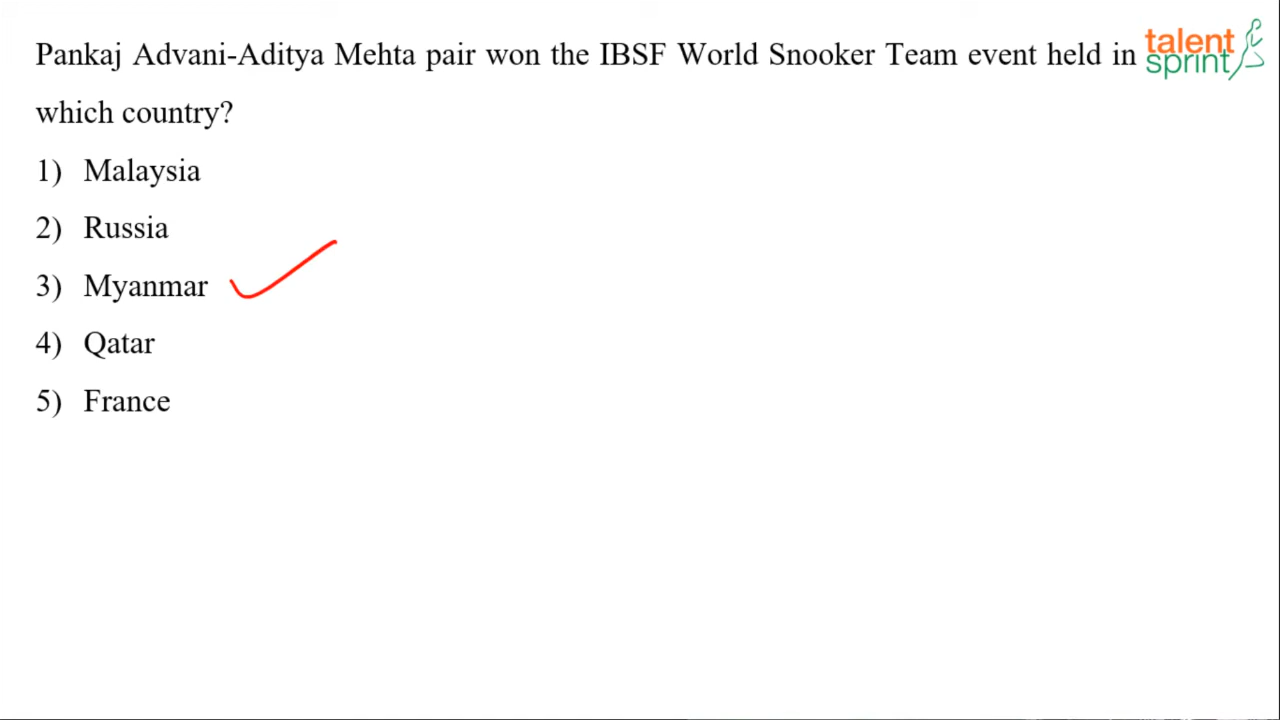 Pankaj Advani-Aditya Mehta pair won the IBSF World Snooker Team event held in
which country?
1) Malaysia
2) Russia
3) Myanmar
4) Qatar
5) France
talent
sprint